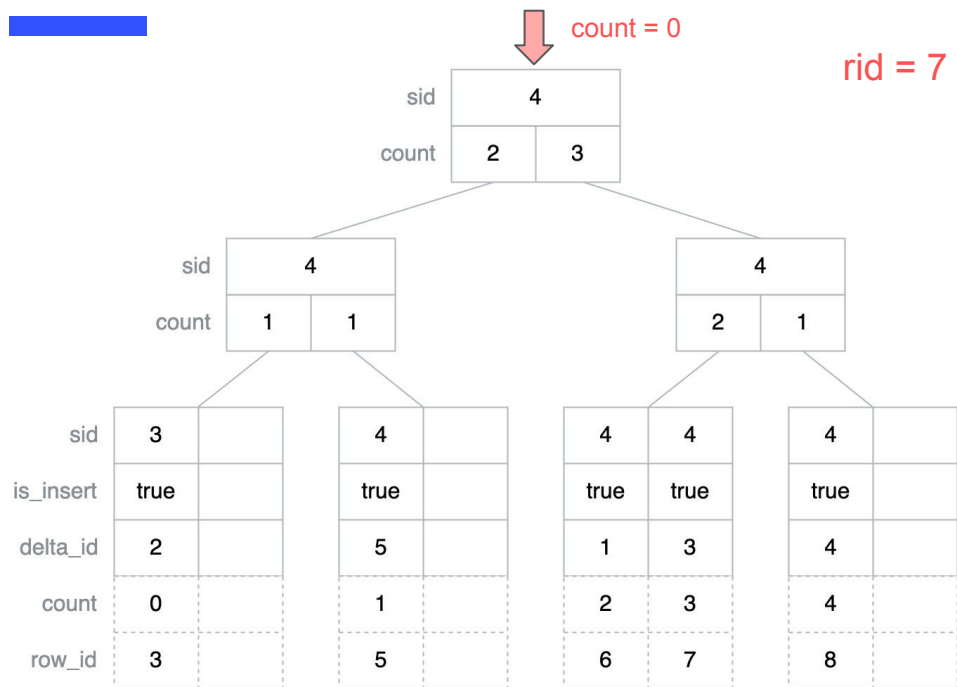 count = 0
rid = 7
sid 4
count 2 3
sid 4 4
count 1 1 2 1
sid 3 4 4 4 4
is_insert true true true true true
delta_id 2 5 1 3 4
count 0 1 2 3 4
row_id 3 5 6 7 8